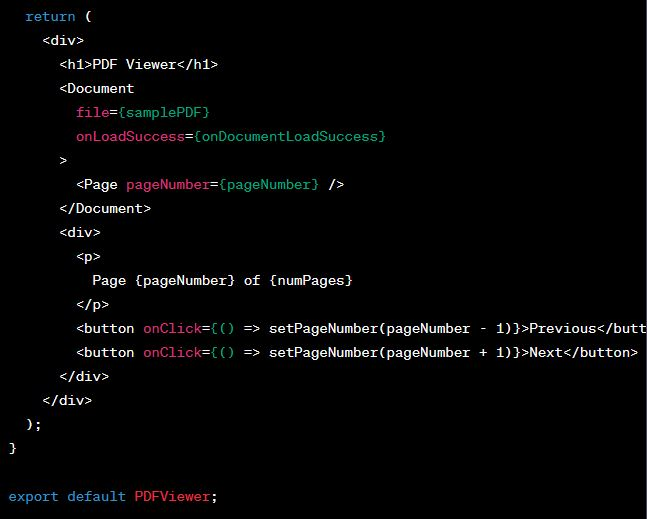 return (
<div>
<h1>PDF Viewer</h1>
<Document
file={samplePDF}
onLoadSuccess={onDocumentLoadSuccess}
>
<Page pageNumber={pageNumber} />
</Document>
<div>
<p>
Page {pageNumber} of {numPages}
</p>
<button onClick={() => setPageNumber(pageNumber - 1)}>Previous</butt
<button onClick={() => setPageNumber(pageNumber + 1)}>Next</button>
</div>
</div>
);
}
export default PDFViewer;